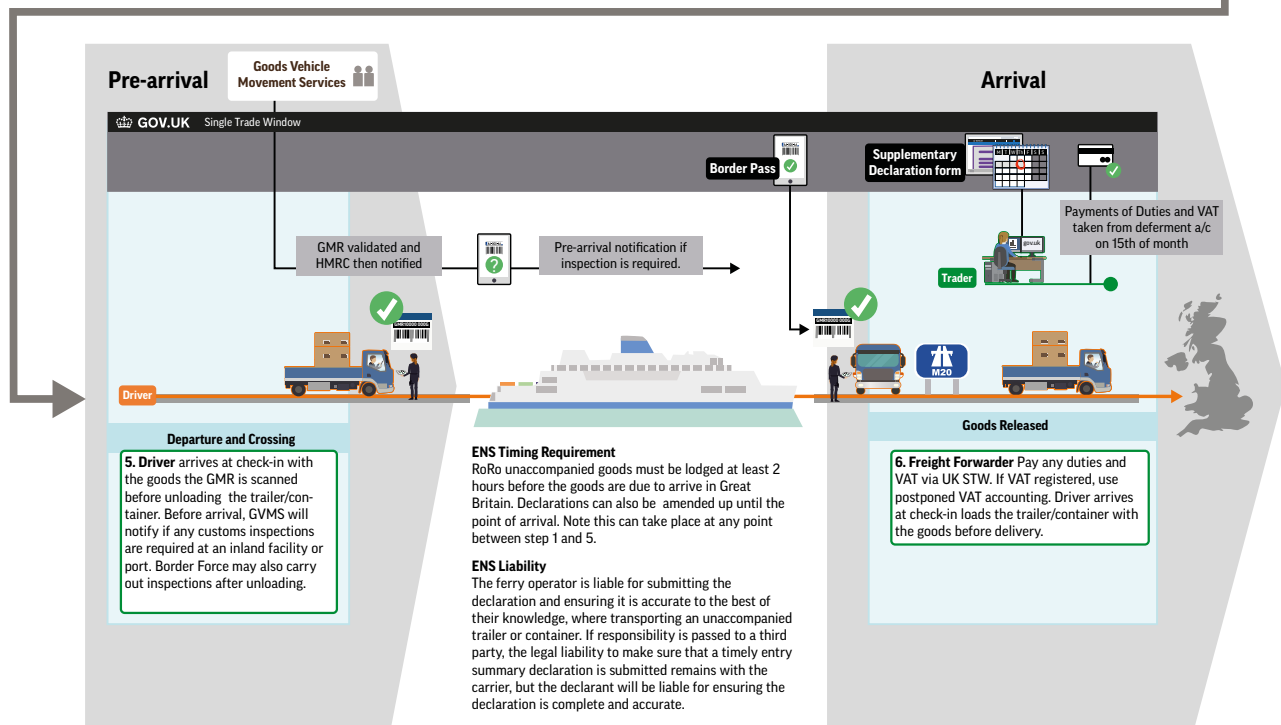 Pre-arrival
Goods Vehicle
Movement Services
Arrival
GOV.UK Single Trade Window
Border Pass
Supplementary
Declaration form
M T W Th F S S
Payments of Duties and VAT
taken from deferment a/c
on 15th of month
GMR validated and
HMRC then notified
?
Pre-arrival notification if
inspection is required.
gov.uk
Trader
M20
Driver
Departure and Crossing
5. Driver arrives at check-in with
the goods the GMR is scanned
before unloading the trailer/con-
tainer. Before arrival, GVMS will
notify if any customs inspections
are required at an inland facility or
port. Border Force may also carry
out inspections after unloading.
ENS Timing Requirement
RoRo unaccompanied goods must be lodged at least 2
hours before the goods are due to arrive in Great
Britain. Declarations can also be amended up until the
point of arrival. Note this can take place at any point
between step 1 and 5.
ENS Liability
The ferry operator is liable for submitting the
declaration and ensuring it is accurate to the best of
their knowledge, where transporting an unaccompanied
trailer or container. If responsibility is passed to a third
party, the legal liability to make sure that a timely entry
summary declaration is submitted remains with the
carrier, but the declarant will be liable for ensuring the
declaration is complete and accurate.
Goods Released
6. Freight Forwarder Pay any duties and
VAT via UK STW. If VAT registered, use
postponed VAT accounting. Driver arrives
at check-in loads the trailer/container with
the goods before delivery.